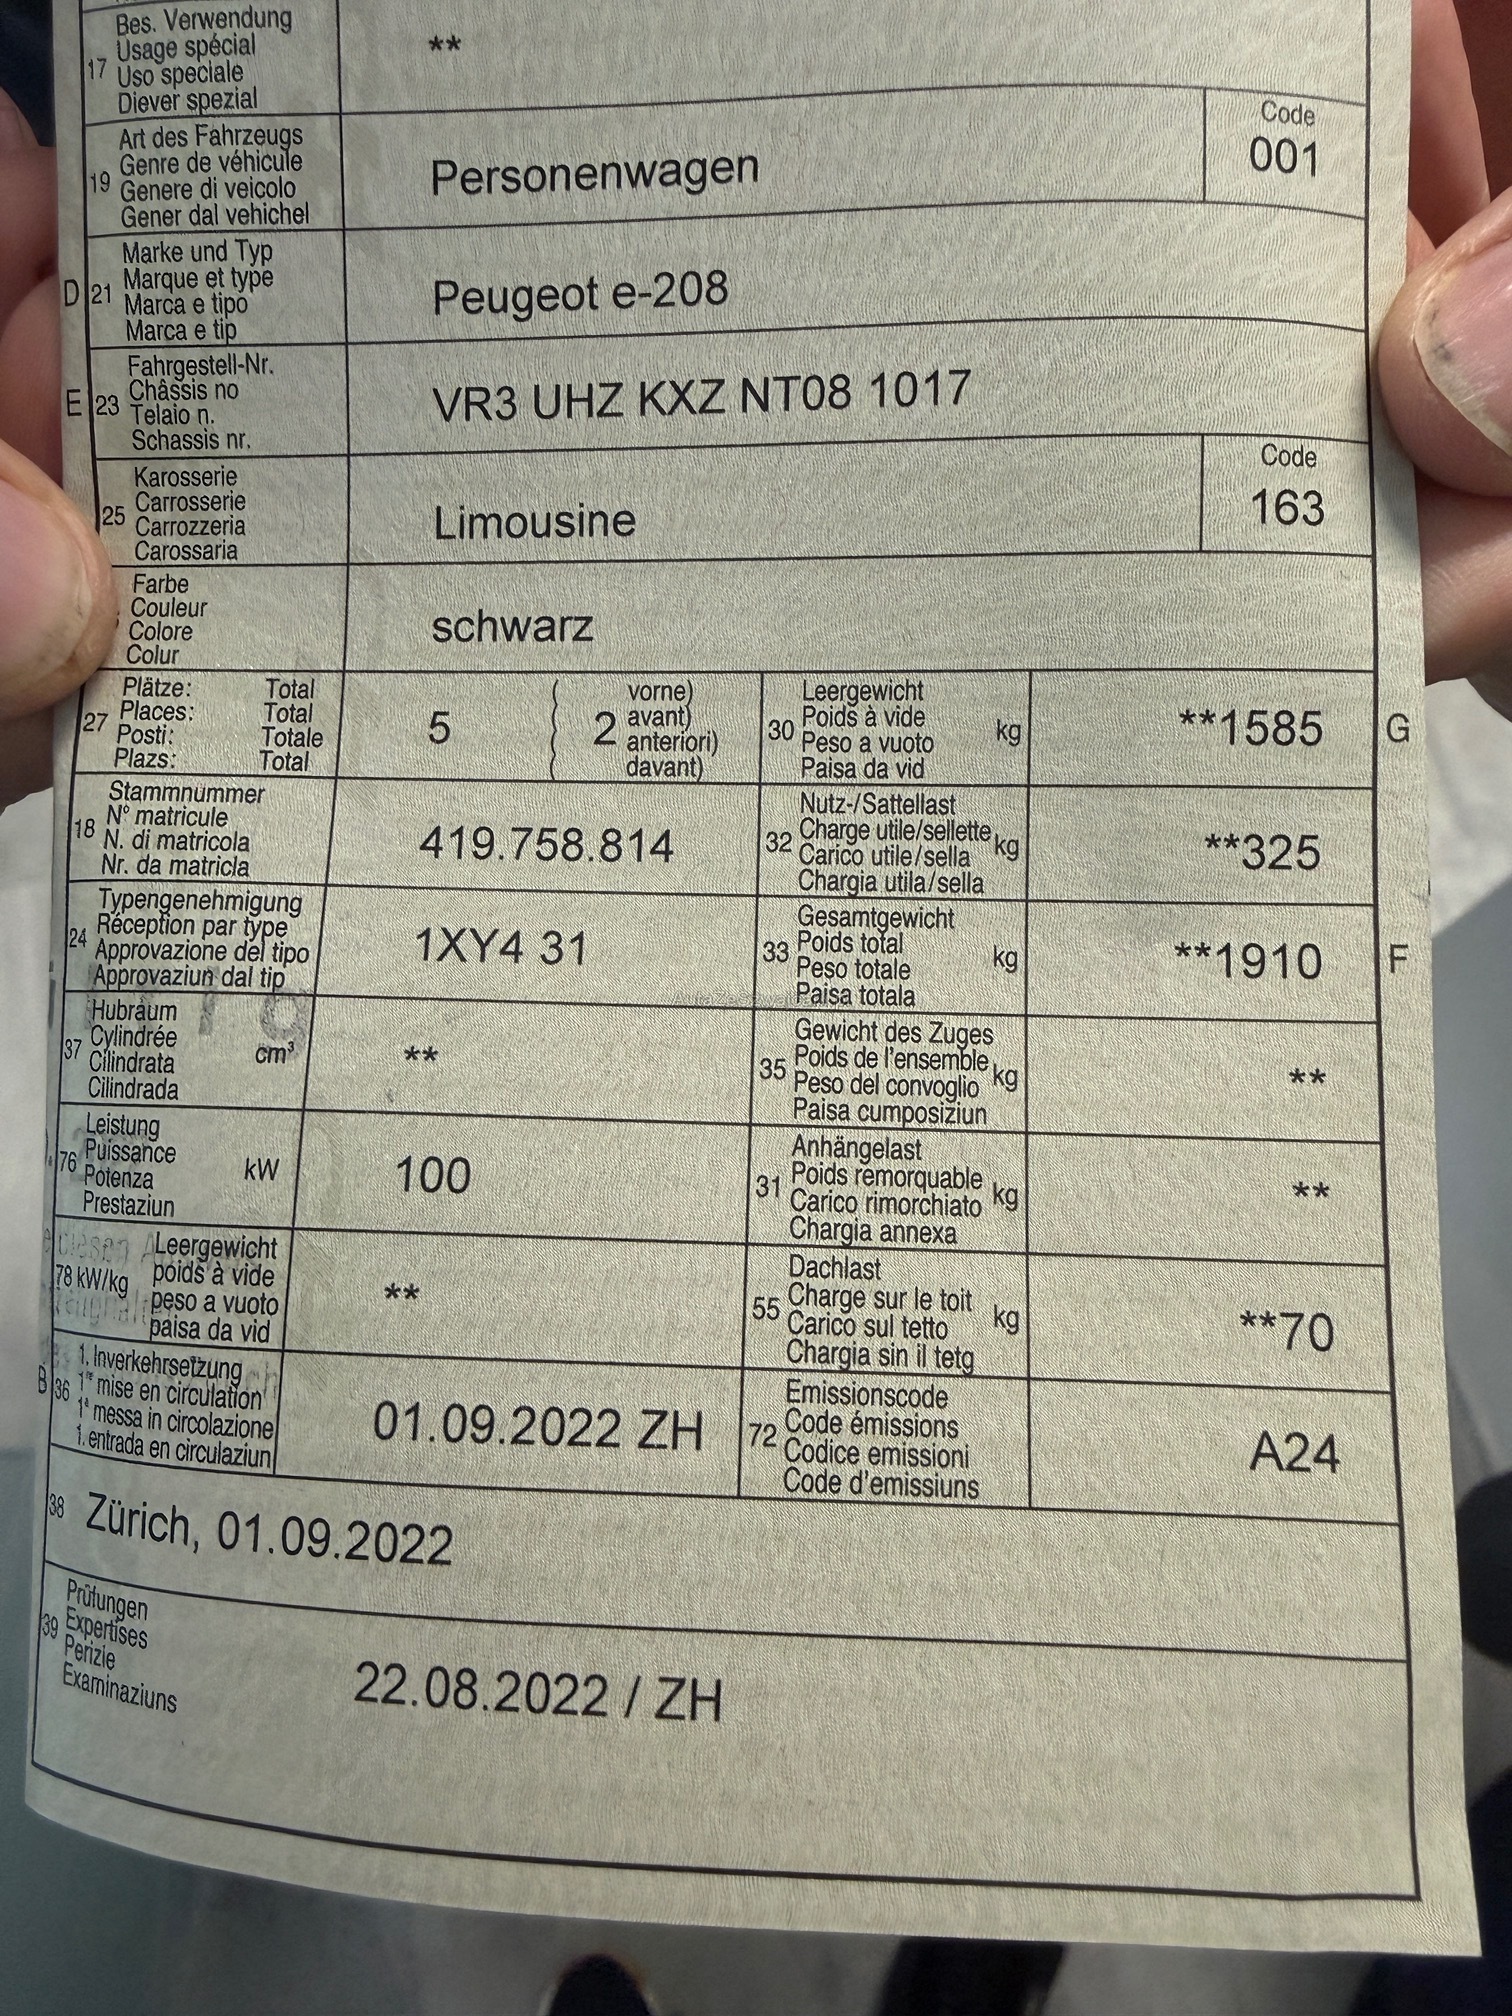 17 Bes. Verwendung
Usage spécial
Uso speciale
Diever spezial
**
19 Art des Fahrzeugs
Genre de véhicule
Genere di veicolo
Gener dal vehichel
Personenwagen
Code
001
D 21 Marke und Typ
Marque et type
Marca e tipo
Marca e tip
Peugeot e-208
E 23 Fahrgestell-Nr.
Châssis no
Telaio n.
Schassis nr.
VR3 UHZ KXZ NT08 1017
25 Karosserie
Carrosserie
Carrozzeria
Carossaria
Limousine
Code
163
Farbe
Couleur
Colore
Colur
schwarz
27 Plätze: Total
Places: Total
Posti: Totale
Plazs: Total
5
2
( vorne)
( avant)
( anteriori)
( davant)
30 Leergewicht
Poids à vide
Peso a vuoto
Paisa da vid
kg
**1585
G
18 Stammnummer
N° matricule
N. di matricola
Nr. da matricla
419.758.814
32 Nutz-/Sattellast
Charge utile/sellette
Carico utile/sella
Chargia utila/sella
kg
**325
24 Typengenehmigung
Réception par type
Approvazione del tipo
Approvaziun dal tip
1XY4 31
33 Gesamtgewicht
Poids total
Peso totale
Paisa totala
kg
**1910
F
37 Hubraum
Cylindrée
Cilindrata
Cilindrada
cm³
**
35 Gewicht des Zuges
Poids de l'ensemble
Peso del convoglio
Paisa cumposiziun
kg
**
76 Leistung
Puissance
Potenza
Prestaziun
kW
100
31 Anhängelast
Poids remorquable
Carico rimorchiato
Chargia annexa
kg
**
78 kW/kg
Leergewicht
poids à vide
peso a vuoto
paisa da vid
**
55 Dachlast
Charge sur le toit
Carico sul tetto
Chargia sin il tetg
kg
**70
B 36 1. Inverkehrsetzung
1re mise en circulation
1a messa in circolazione
1. entrada en circulaziun
01.09.2022 ZH
72 Emissionscode
Code émissions
Codice emissioni
Code d'emissiuns
A24
38 Zürich, 01.09.2022
39 Prüfungen
Expertises
Perizie
Examinaziuns
22.08.2022 / ZH